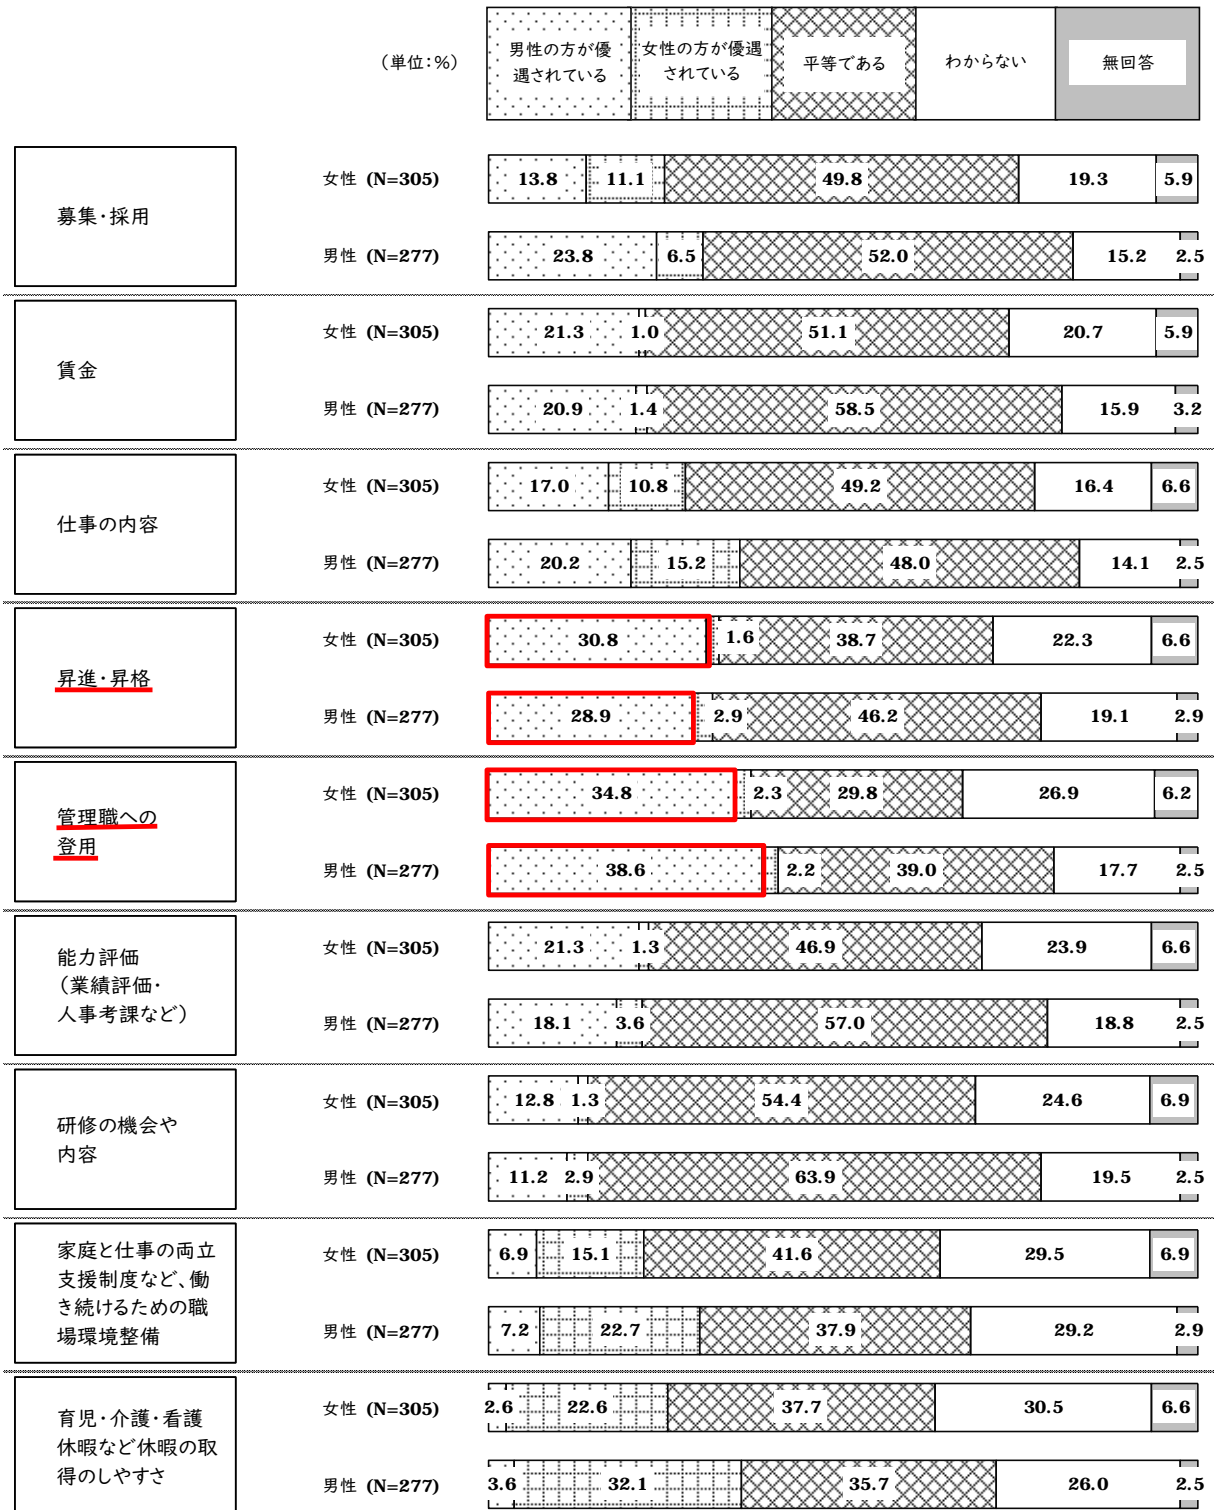 (単位:%)
男性の方が優
遇されている
女性の方が優遇
されている
平等である
わからない
無回答
募集・採用
女性 (N=305) 13.8 11.1 49.8 19.3 5.9
男性 (N=277) 23.8 6.5 52.0 15.2 2.5
賃金
女性 (N=305) 21.3 1.0 51.1 20.7 5.9
男性 (N=277) 20.9 1.4 58.5 15.9 3.2
仕事の内容
女性 (N=305) 17.0 10.8 49.2 16.4 6.6
男性 (N=277) 20.2 15.2 48.0 14.1 2.5
昇進・昇格
女性 (N=305) 30.8 1.6 38.7 22.3 6.6
男性 (N=277) 28.9 2.9 46.2 19.1 2.9
管理職への
登用
女性 (N=305) 34.8 2.3 29.8 26.9 6.2
男性 (N=277) 38.6 2.2 39.0 17.7 2.5
能力評価
(業績評価・
人事考課など)
女性 (N=305) 21.3 1.3 46.9 23.9 6.6
男性 (N=277) 18.1 3.6 57.0 18.8 2.5
研修の機会や
内容
女性 (N=305) 12.8 1.3 54.4 24.6 6.9
男性 (N=277) 11.2 2.9 63.9 19.5 2.5
家庭と仕事の両立
支援制度など、働
き続けるための職
場環境整備
女性 (N=305) 6.9 15.1 41.6 29.5 6.9
男性 (N=277) 7.2 22.7 37.9 29.2 2.9
育児・介護・看護
休暇など休暇の取
得のしやすさ
女性 (N=305) 2.6 22.6 37.7 30.5 6.6
男性 (N=277) 3.6 32.1 35.7 26.0 2.5